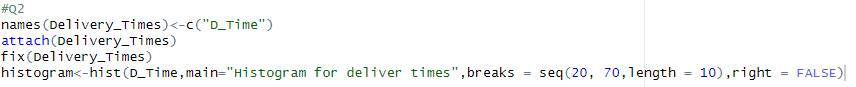 #Q2
names(Delivery_Times)<-c("D_Time")
attach(Delivery_Times)
fix(Delivery_Times)
histogram<-hist(D_Time,main="Histogram for deliver times",breaks = seq(20, 70,length = 10),right = FALSE)